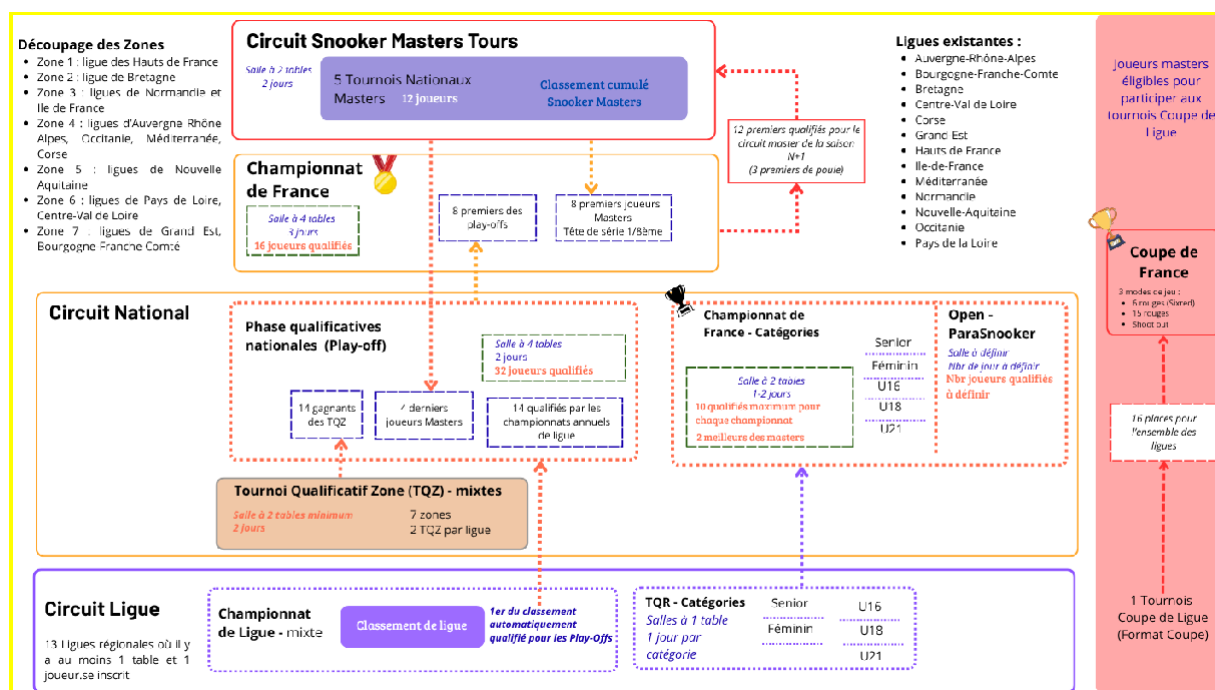 Découpage des Zones
Zone 1 : ligue des Hauts de France
Zone 2 : ligue de Bretagne
Zone 3 : ligues de Normandie et
Ile de France
Zone 4 : ligues d'Auvergne Rhône
Alpes, Occitanie, Méditerranée,
Corse
Zone 5 : ligues de Nouvelle
Aquitaine
Zone 6 : ligues de Pays de Loire,
Centre-Val de Loire
Zone 7 : ligues de Grand Est,
Bourgogne Franche Comté
Circuit Snooker Masters Tours
Salle à 2 tables
2 jours
5 Tournois Nationaux
Masters 12 joueurs
Classement cumulé
Snooker Masters
12 premiers qualifiés pour le
circuit master de la saison
N+1
(3 premiers de poule)
Ligues existantes :
Auvergne-Rhône-Alpes
Bourgogne-Franche-Comte
Bretagne
Centre-Val de Loire
Corse
Grand Est
Hauts de France
Ile-de-France
Méditerranée
Normandie
Nouvelle-Aquitaine
Occitanie
Pays de la Loire
Joueurs masters
éligibles pour
participer aux
tournois Coupe de
Ligue
Championnat
de France
Salle à 4 tables
3 jours
16 joueurs qualifiés
8 premiers des
play-offs
8 premiers joueurs
Masters
Tête de série 1/8ème
Coupe de
France
3 modes de jeu :
6 rouges (Sixred)
15 rouges
Shoot out
16 places pour
l'ensemble des
ligues
1 Tournois
Coupe de Ligue
(Format Coupe)
Circuit National
Phase qualificatives
nationales (Play-off)
Salle à 4 tables
2 jours
32 joueurs qualifiés
14 gagnants
des TQZ
4 derniers
joueurs Masters
14 qualifiés par les
championnats annuels
de ligue
Championnat de
France - Catégories
Salle à 2 tables
1-2 jours
10 qualifiés maximum pour
chaque championnat
2 meilleurs des masters
Senior
Féminin
U16
U18
U21
Open -
ParaSnooker
Salle à définir
Nbr de jour à définir
Nbr joueurs qualifiés
à définir
Tournoi Qualificatif Zone (TQZ) - mixtes
Salle à 2 tables minimum
2 jours
7 zones
2 TQZ par ligue
Circuit Ligue
13 Ligues régionales où il y
a au moins 1 table et 1
joueur.se inscrit
Championnat
de Ligue - mixte
Classement de ligue
1er du classement
automatiquement
qualifié pour les Play-Offs
TQR - Catégories
Salles à 1 table
1 jour par
catégorie
Senior
Féminin
U16
U18
U21